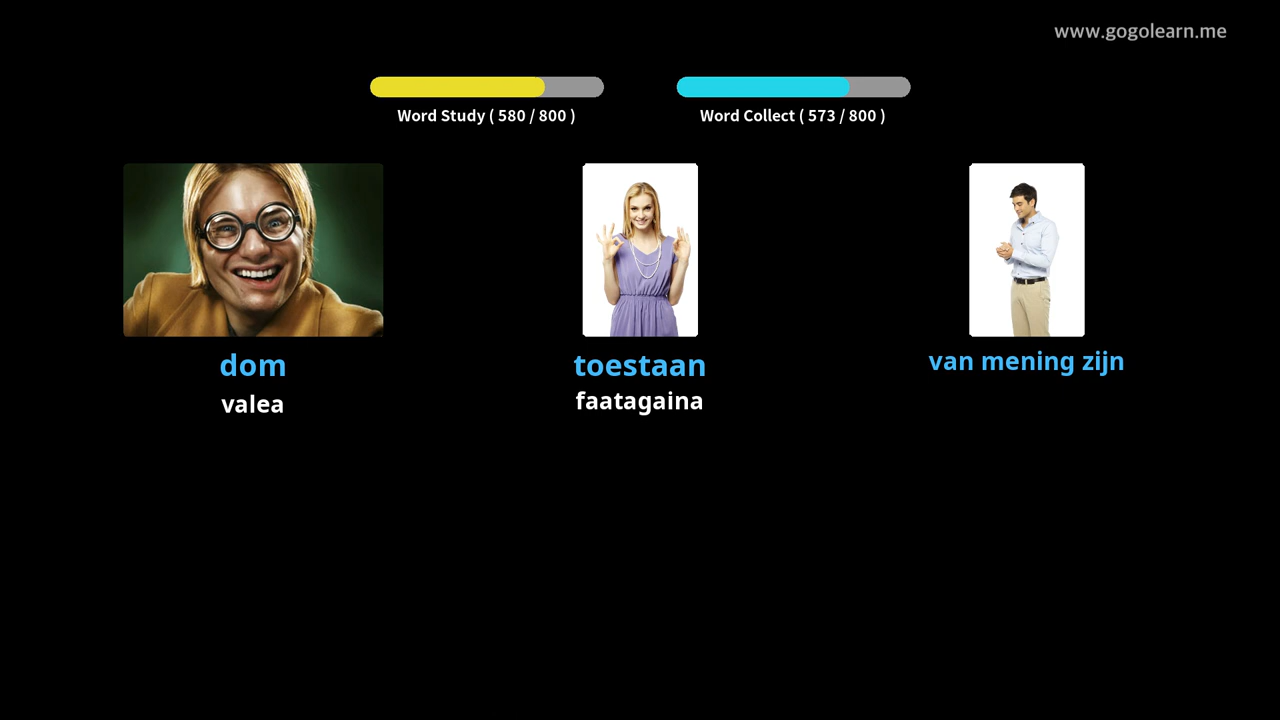 www.gogolearn.me
Word Study ( 580 / 800 )
Word Collect ( 573 / 800 )
dom
valea
toestaan
faatagaina
van mening zijn